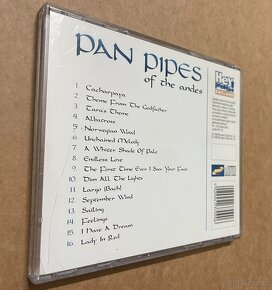 PAN PIPES
of the andes
1 Cacharpaya
2 Theme From The Godfather
3 Taras Theme
4 Albatross
5 Norwegian Wood
6 Unchained Melody
7 A Whiter Shade Of Pale
8 Endless Love
9 The First Time Ever I Saw Your Face
10 Dim All The Lights
11 Largo (Bach)
12 September Wind
13 Sailing
14 Feelings
15 I Have A Dream
16 Lady In Red